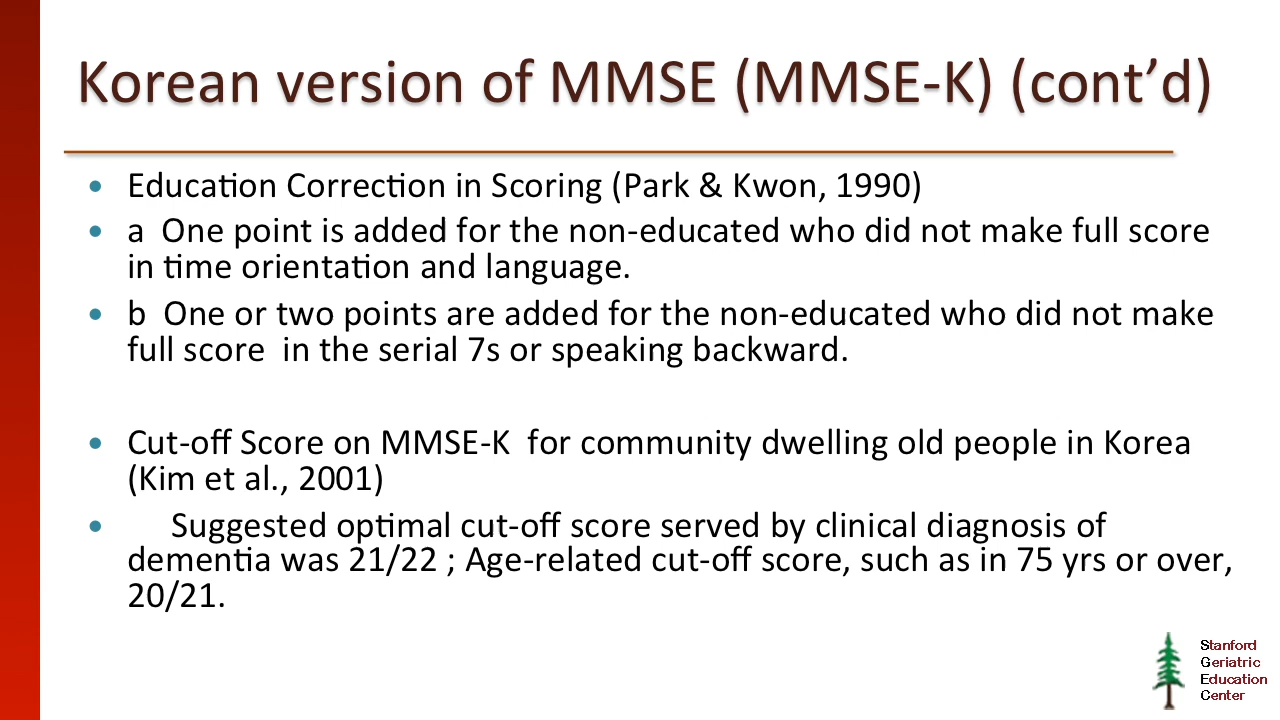 Korean version of MMSE (MMSE-K) (cont’d)
• Education Correction in Scoring (Park & Kwon, 1990)
• a  One point is added for the non-educated who did not make full score
in time orientation and language.
• b  One or two points are added for the non-educated who did not make
full score  in the serial 7s or speaking backward.
• Cut-off Score on MMSE-K  for community dwelling old people in Korea
(Kim et al., 2001)
• Suggested optimal cut-off score served by clinical diagnosis of
dementia was 21/22 ; Age-related cut-off score, such as in 75 yrs or over,
20/21.
Stanford
Geriatric
Education
Center